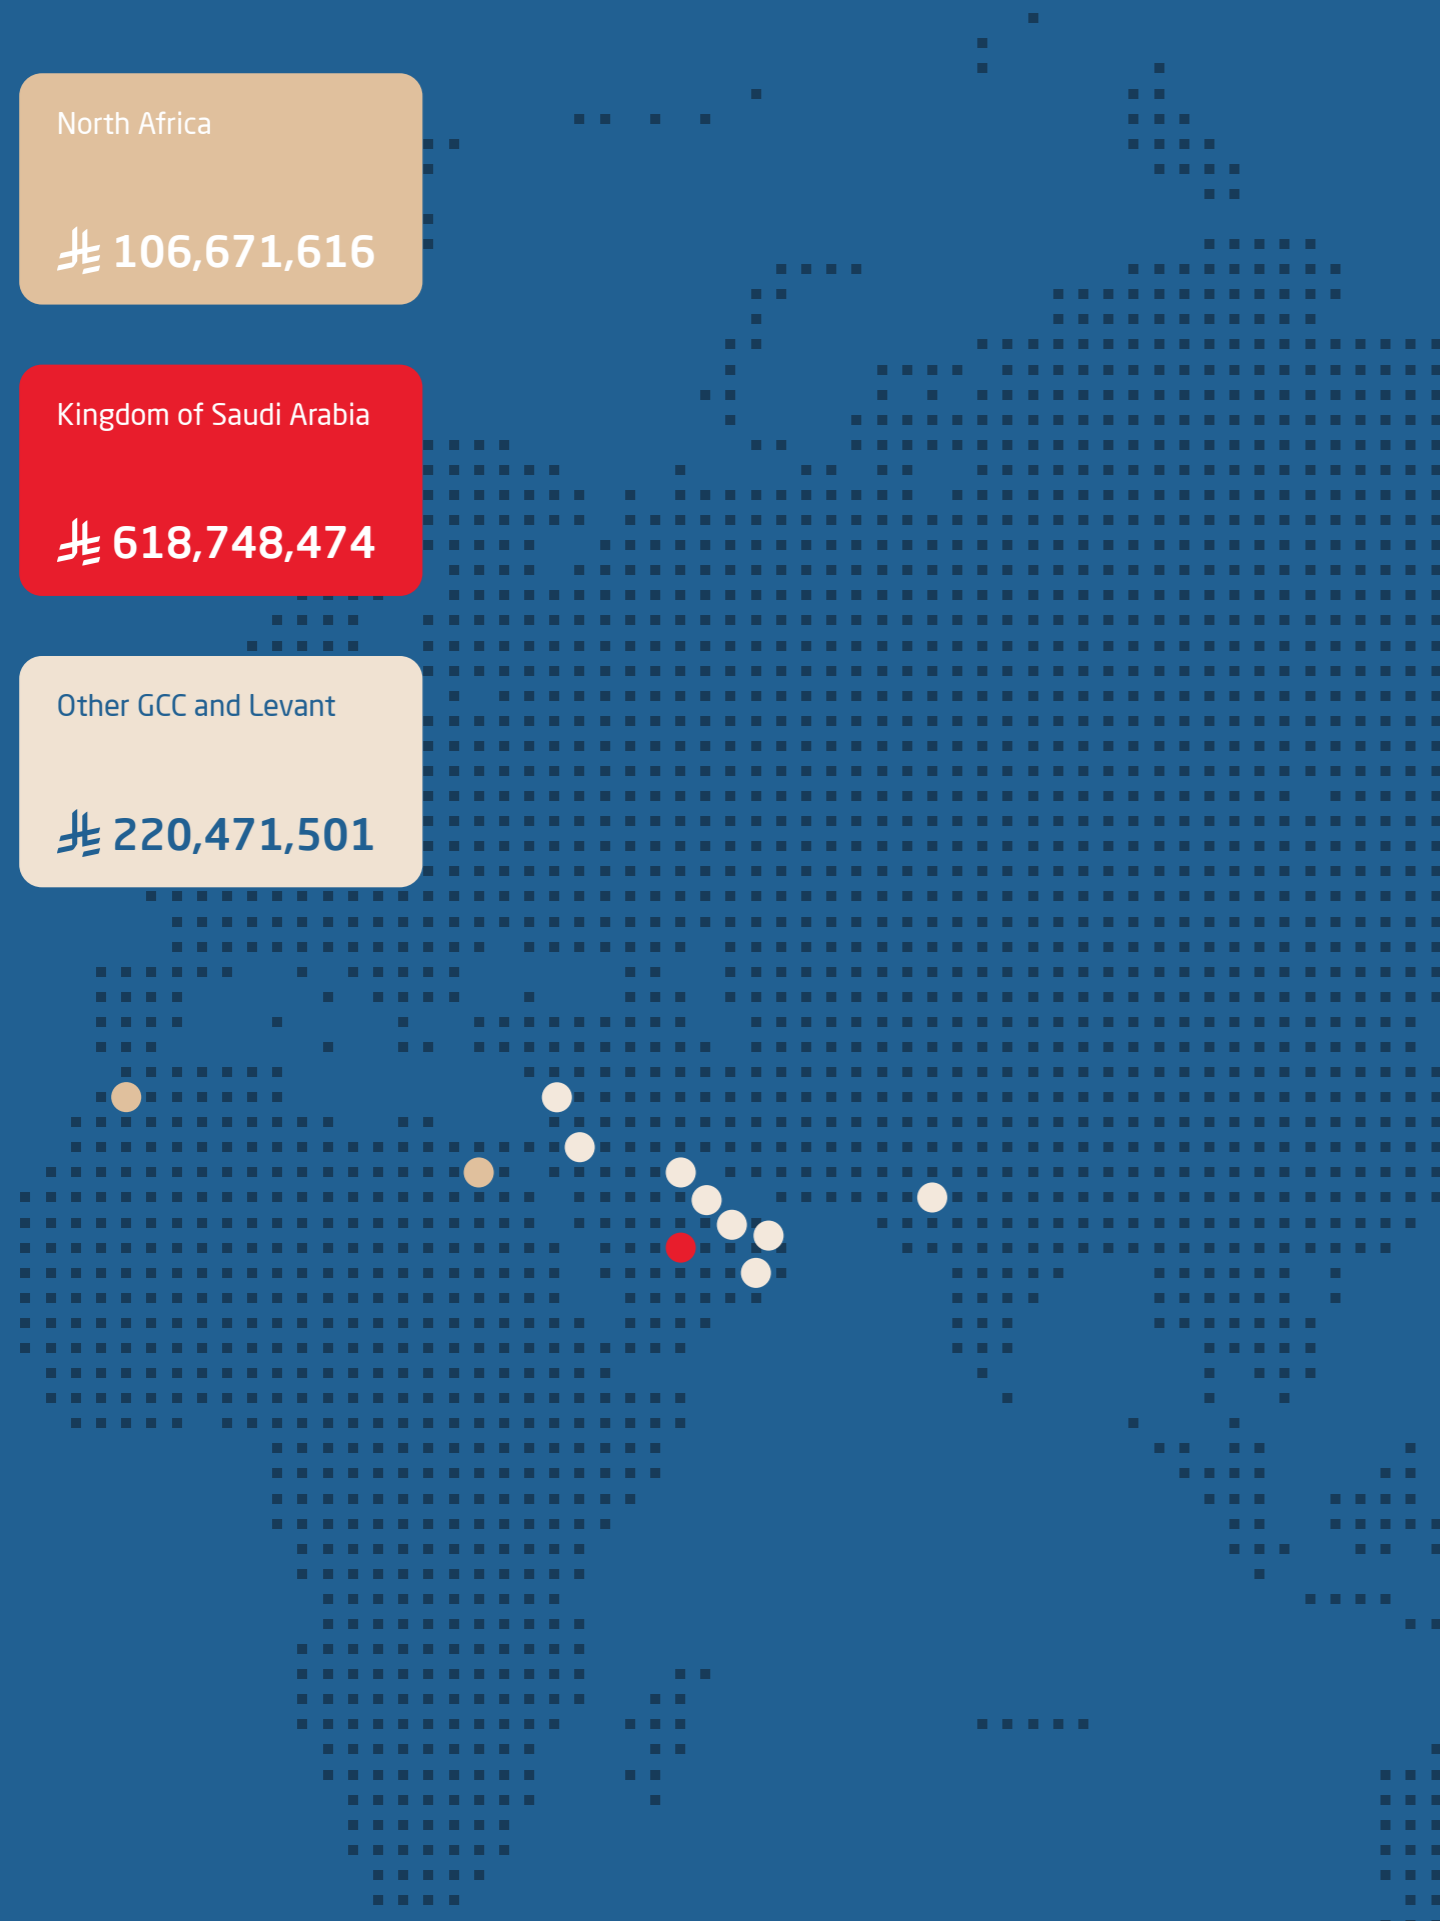 North Africa
106,671,616
Kingdom of Saudi Arabia
618,748,474
Other GCC and Levant
220,471,501